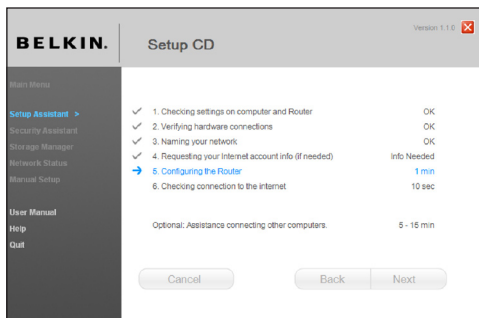 BELKIN.
Setup CD
Version 1.1.0
Main Menu
Setup Assistant >
Security Assistant
Storage Manager
Network Status
Manual Setup
User Manual
Help
Quit
1. Checking settings on computer and Router OK
2. Verifying hardware connections OK
3. Naming your network OK
4. Requesting your Internet account info (if needed) Info Needed
5. Configuring the Router 1 min
6. Checking connection to the internet 10 sec
Optional: Assistance connecting other computers. 5 - 15 min
Cancel Back Next